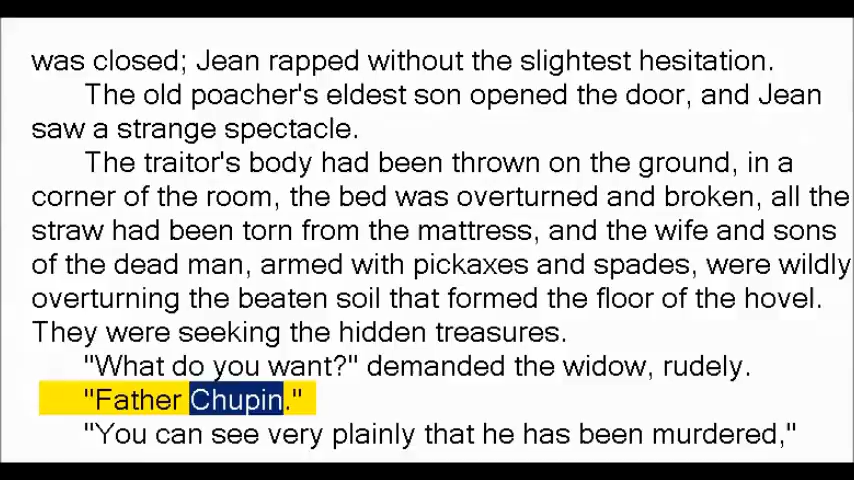 was closed; Jean rapped without the slightest hesitation.
The old poacher's eldest son opened the door, and Jean
saw a strange spectacle.
The traitor's body had been thrown on the ground, in a
corner of the room, the bed was overturned and broken, all the
straw had been torn from the mattress, and the wife and sons
of the dead man, armed with pickaxes and spades, were wildly
overturning the beaten soil that formed the floor of the hovel.
They were seeking the hidden treasures.
"What do you want?" demanded the widow, rudely.
"Father Chupin."
"You can see very plainly that he has been murdered,"